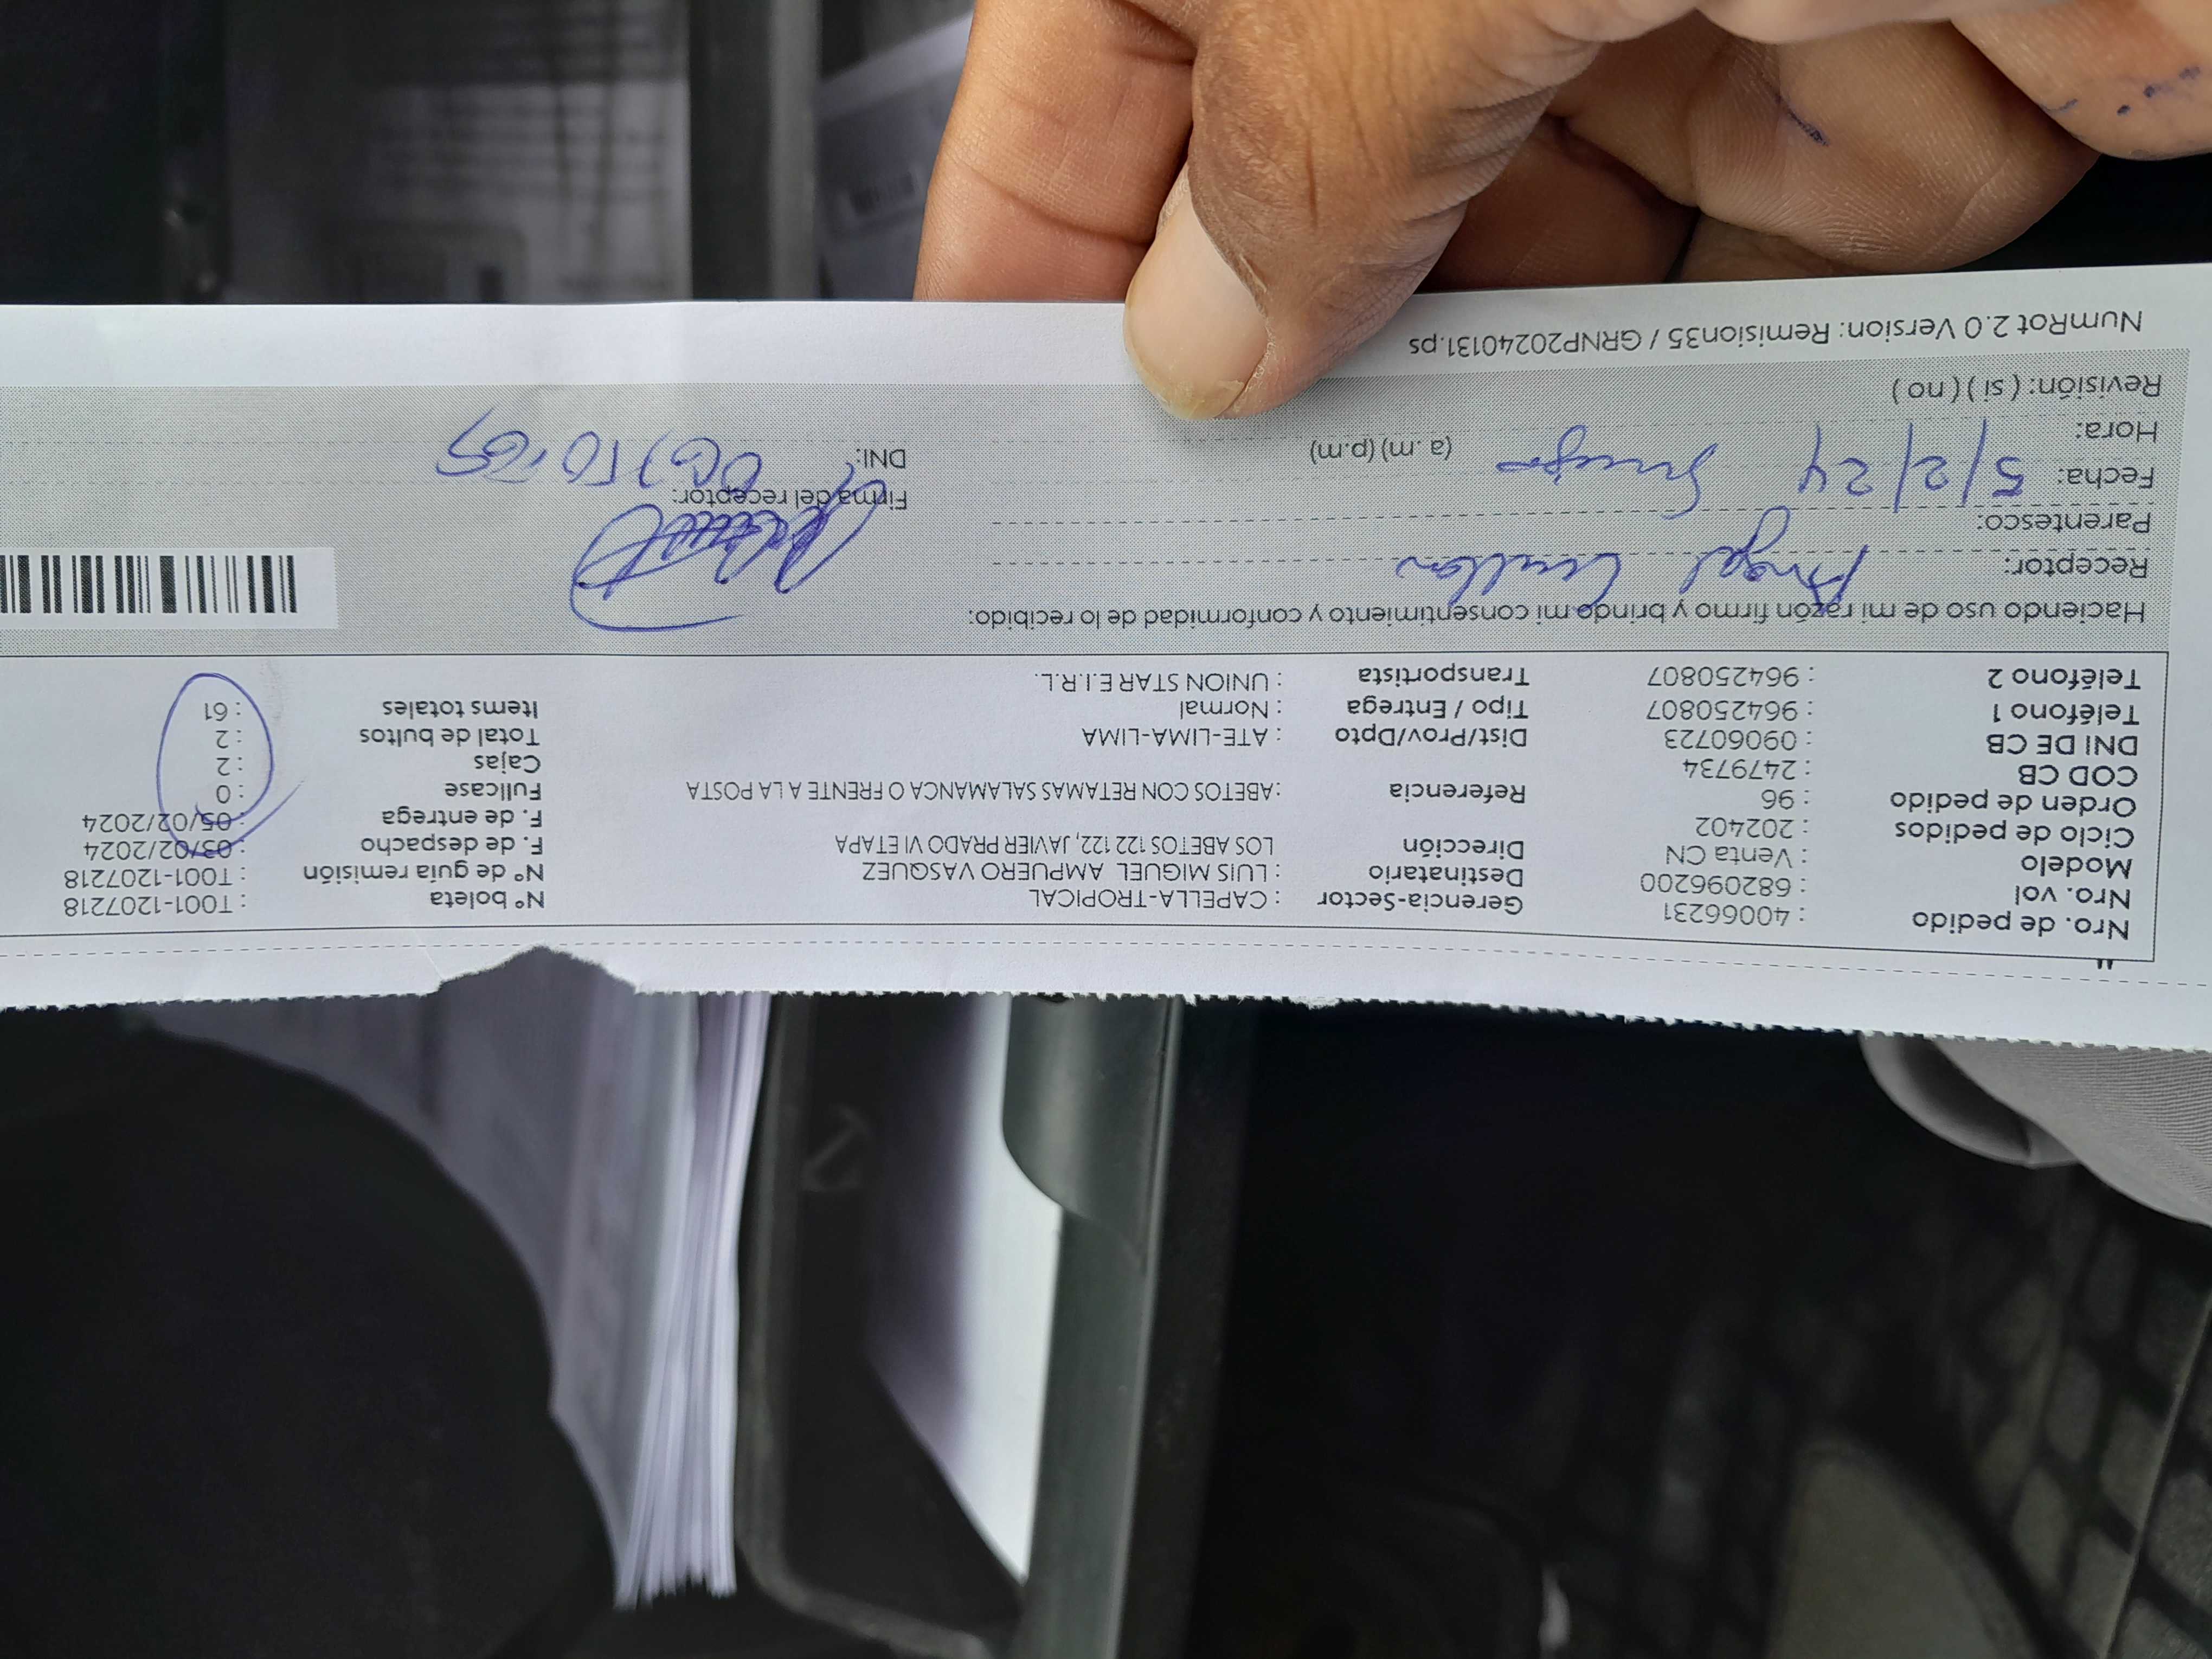 Nro. de pedido : 40066231 Gerencia-Sector : CAPELLA-TROPICAL N° boleta : T001-1207218
Nro. vol : 682096200 Destinatario : LUIS MIGUEL AMPUERO VASQUEZ N° de guía remisión : T001-1207218
Modelo : Venta CN Dirección LOS ABETOS 122 122, JAVIER PRADO VI ETAPA F. de despacho : 03/02/2024
Ciclo de pedidos : 202402 F. de entrega : 05/02/2024
Orden de pedido : 96 Referencia : ABETOS CON RETAMAS SALAMANCA O FRENTE A LA POSTA Fullcase : 0
COD CB : 2479734 Cajas : 2
DNI DE CB : 09060723 Dist/Prov/Dpto : ATE-LIMA-LIMA Total de bultos : 2
Teléfono 1 : 964250807 Tipo / Entrega : Normal Items totales : 61
Teléfono 2 : 964250807 Transportista : UNION STAR E.I.R.L.
Haciendo uso de mi razón firmo y brindo mi consentimiento y conformidad de lo recibido:
Receptor: Angel
Parentesco:
Firma del receptor:
Fecha: 5/2/24
DNI:
Hora: (a .m) (p.m)
Revisión: ( si ) ( no )
NumRot 2.0 Version: Remision35 / GRNP20240131.ps